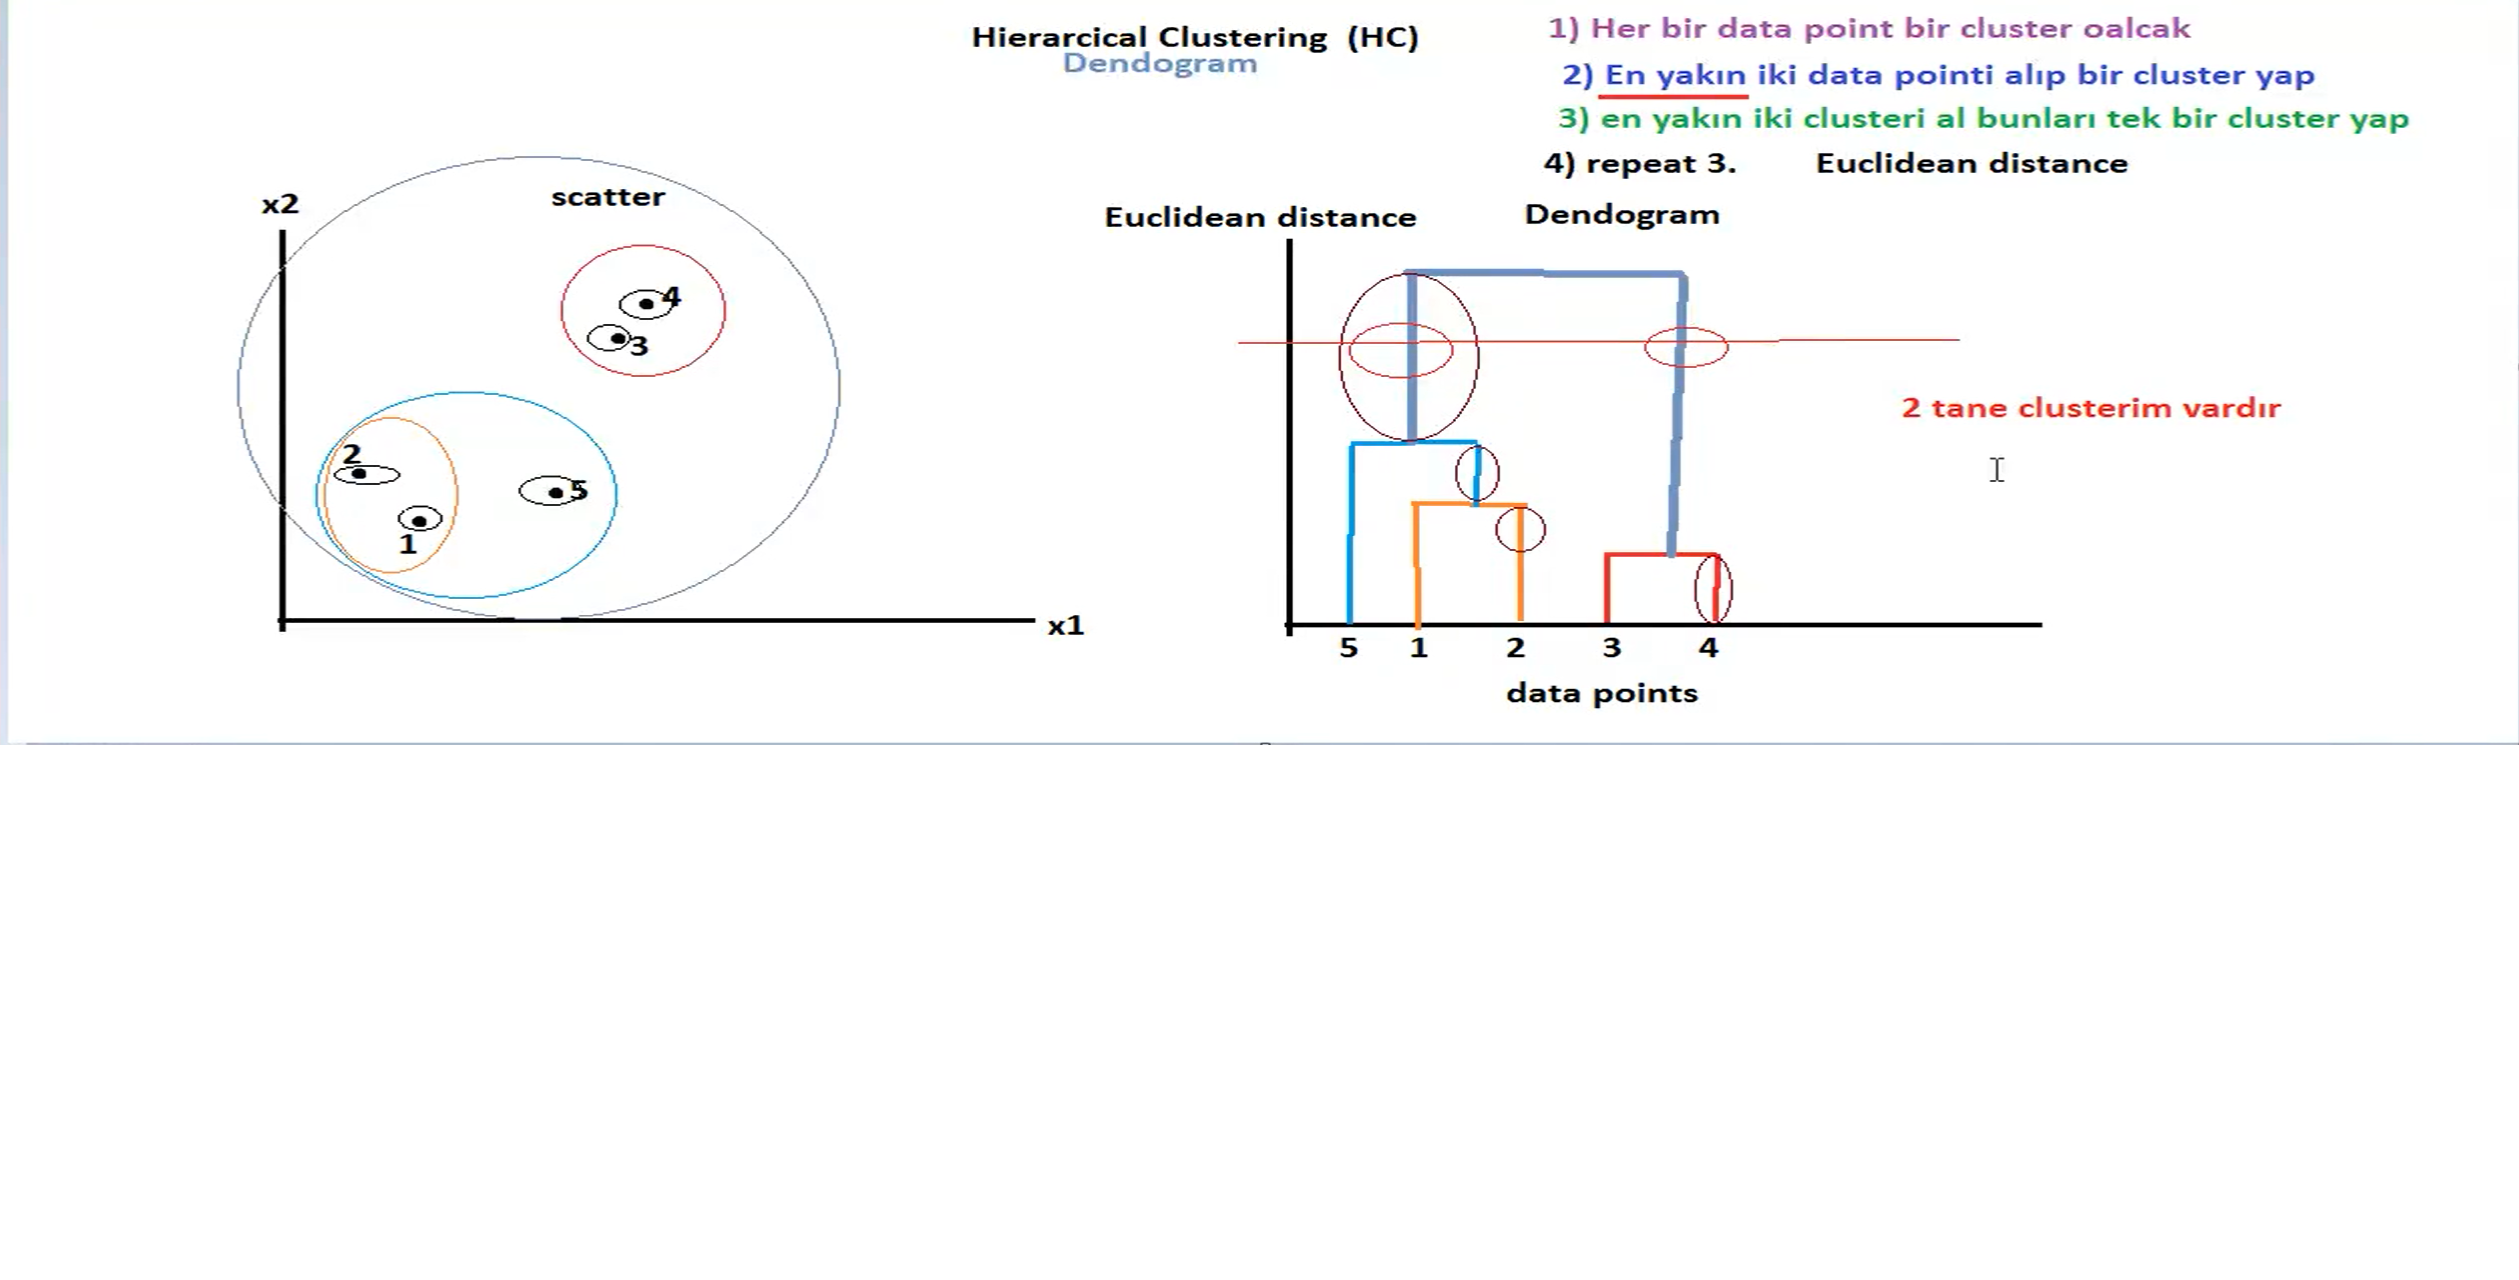 Hierarcical Clustering (HC)
Dendogram
1) Her bir data point bir cluster oalcak
2) En yakın iki data pointi alıp bir cluster yap
3) en yakın iki clusteri al bunları tek bir cluster yap
4) repeat 3. Euclidean distance
x2
scatter
4
3
2
1
5
x1
Euclidean distance
Dendogram
2 tane clusterim vardır
5 1 2 3 4
data points